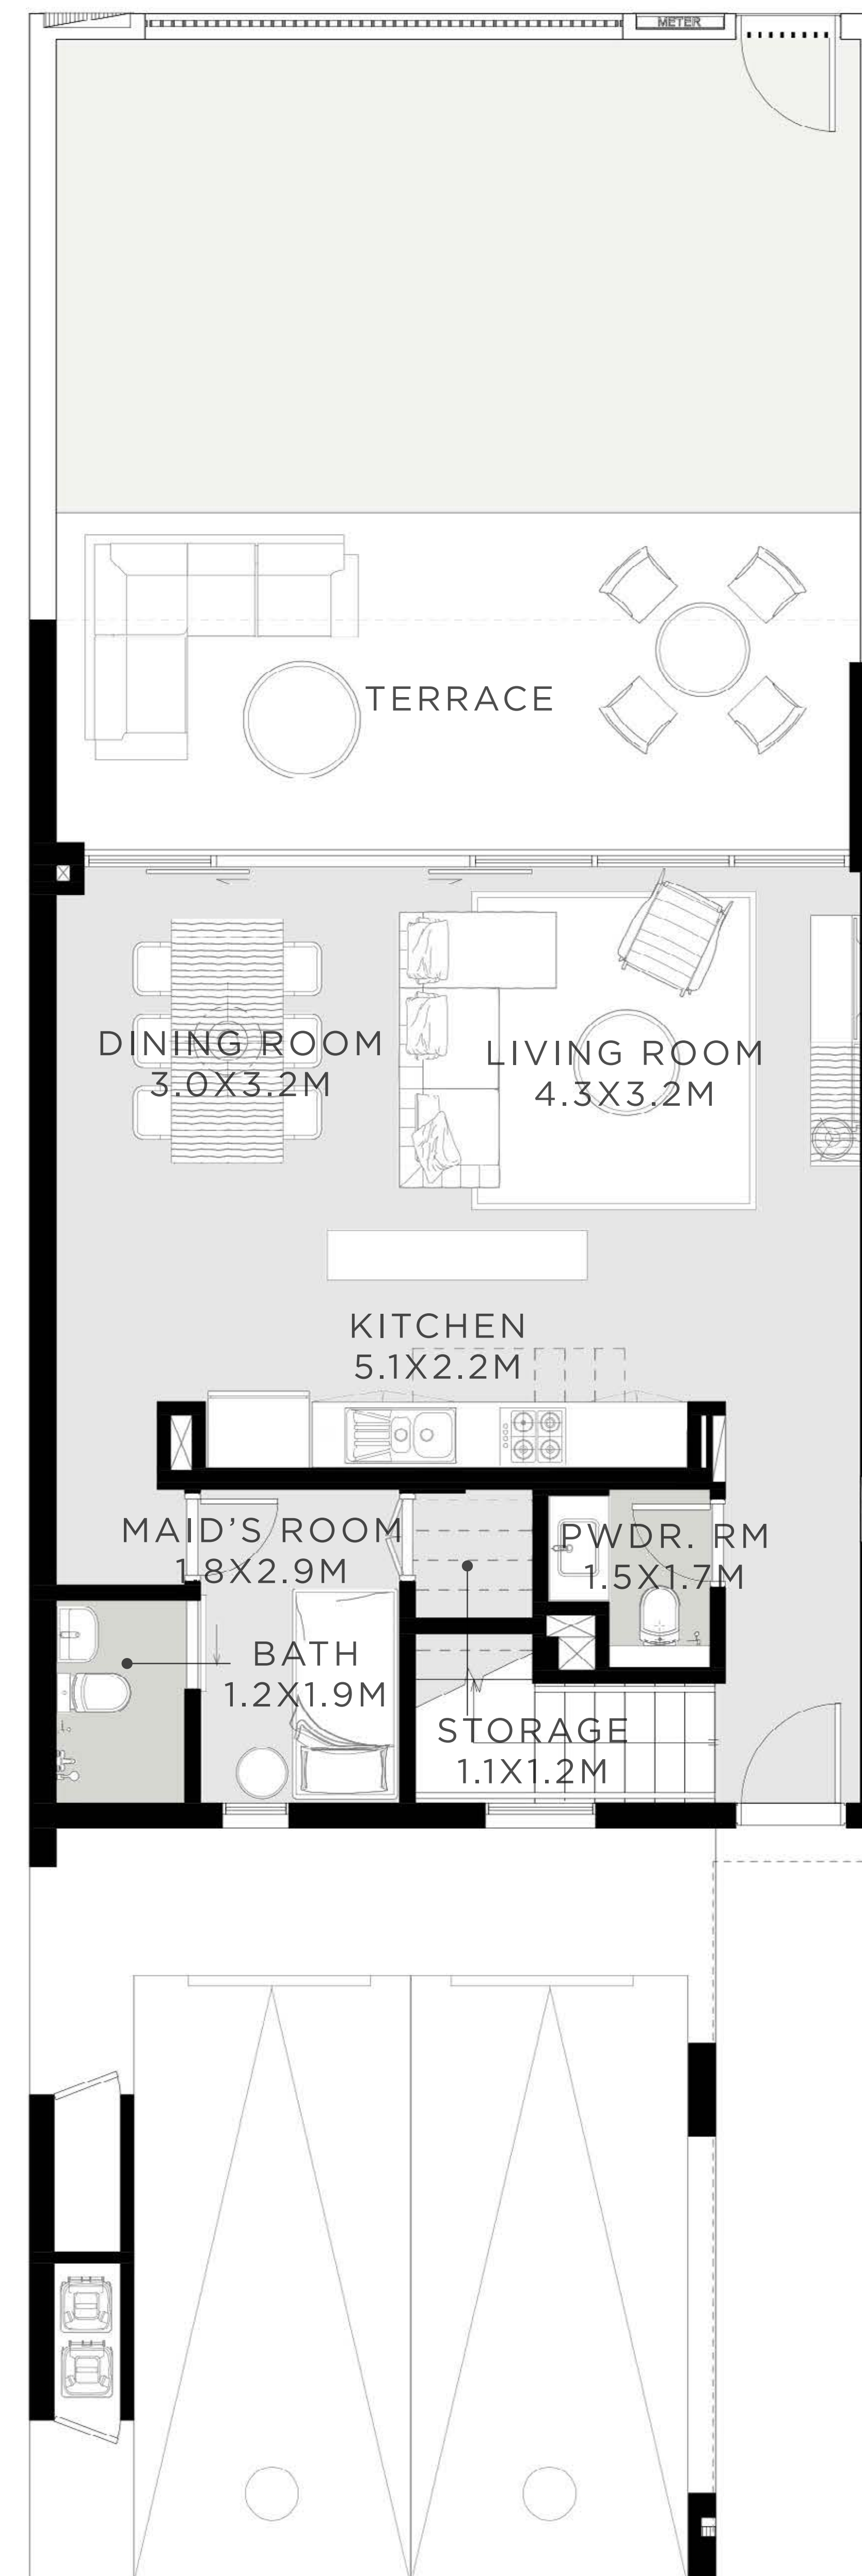 METER
TERRACE
DINING ROOM
3.0X3.2M
LIVING ROOM
4.3X3.2M
KITCHEN
5.1X2.2M
MAID'S ROOM
1.8X2.9M
PWDR. RM
1.5X1.7M
BATH
1.2X1.9M
STORAGE
1.1X1.2M